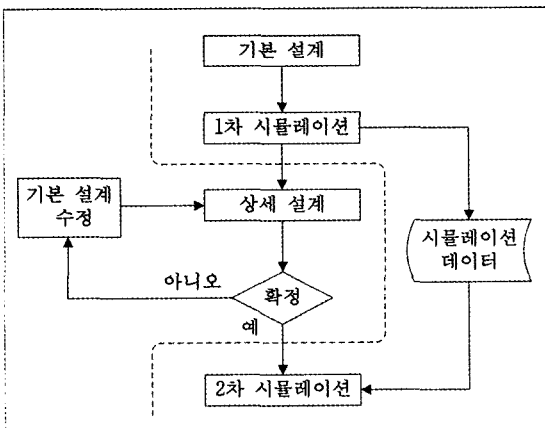 기본 설계
1차 시뮬레이션
기본 설계
수정
상세 설계
시뮬레이션
데이터
아니오
확정
예
2차 시뮬레이션